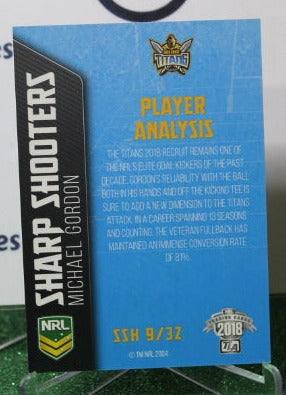 TITANS
PLAYER
ANALYSIS
THE TITANS 2018 RECRUIT REMAINS ONE OF
THE NRL'S ELITE GOAL-KICKERS OF THE PAST
DECADE. GORDON'S RELIABILITY WITH THE BALL,
BOTH IN HIS HANDS AND OFF THE KICKING TEE IS
SURE TO ADD A NEW DIMENSION TO THE TITANS
ATTACK. IN A CAREER SPANNING 13 SEASONS
AND COUNTING, THE VETERAN FULLBACK HAS
MAINTAINED AN IMMENSE CONVERSION RATE
OF 81%.
SHARP SHOOTERS
MICHAEL GORDON
NRL
SSH 9/32
TRADING CARDS
2018
© TM NRL 2004